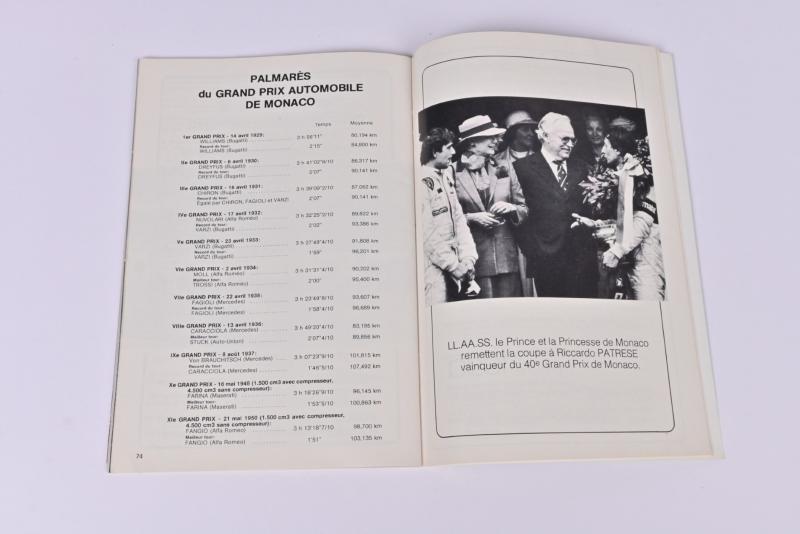 PALMARÈS
du GRAND PRIX AUTOMOBILE
DE MONACO
Temps Moyenne
1er GRAND PRIX - 14 avril 1929:
WILLIAMS (Bugatti) 3 h 56'11" 80,194 km
Record du tour:
WILLIAMS (Bugatti) 2'15" 84,800 km
IIe GRAND PRIX - 6 avril 1930:
DREYFUS (Bugatti) 3 h 41'02"6/10 86,317 km
Record du tour:
DREYFUS (Bugatti) 2'07" 90,141 km
IIIe GRAND PRIX - 19 avril 1931:
CHIRON (Bugatti) 3 h 39'09"2/10 87,062 km
Record du tour: 2'07" 90,141 km
Égalé par CHIRON, FAGIOLI et VARZI
IVe GRAND PRIX - 17 avril 1932:
NUVOLARI (Alfa Roméo) 3 h 32'25"2/10 89,822 km
Record du tour:
VARZI (Bugatti) 2'02" 93,386 km
Ve GRAND PRIX - 23 avril 1933:
VARZI (Bugatti) 3 h 27'49"4/10 91,808 km
Record du tour:
VARZI (Bugatti) 1'59" 96,201 km
VIe GRAND PRIX - 2 avril 1934:
MOLL (Alfa Roméo) 3 h 31'31"4/10 90,202 km
Meilleur tour:
TROSSI (Alfa Roméo) 2'00" 95,400 km
VIIe GRAND PRIX - 22 avril 1935:
FAGIOLI (Mercedes) 3 h 23'49"8/10 93,607 km
Record du tour:
FAGIOLI (Mercedes) 1'58"4/10 96,689 km
VIIIe GRAND PRIX - 13 avril 1936:
CARACCIOLA (Mercedes) 3 h 49'20"4/10 83,195 km
Meilleur tour:
STUCK (Auto-Union) 2'07"4/10 89,856 km
IXe GRAND PRIX - 8 août 1937:
Von BRAUCHITSCH (Mercedes) 3 h 07'23"9/10 101,815 km
Record du tour:
CARACCIOLA (Mercedes) 1'46"5/10 107,492 km
Xe GRAND PRIX - 16 mai 1948 (1.500 cm3 avec compresseur,
4.500 cm3 sans compresseur):
FARINA (Maserati) 3 h 18'26"9/10 96,145 km
Meilleur tour:
FARINA (Maserati) 1'53"5/10 100,863 km
XIe GRAND PRIX - 21 mai 1950 (1.500 cm3 avec compresseur,
4.500 cm3 sans compresseur):
FANGIO (Alfa Roméo) 3 h 13'18"7/10 98,700 km
Meilleur tour:
FANGIO (Alfa Roméo) 1'51" 103,135 km
74
LL.AA.SS. le Prince et la Princesse de Monaco
remettent la coupe à Riccardo PATRESE
vainqueur du 40e Grand Prix de Monaco.